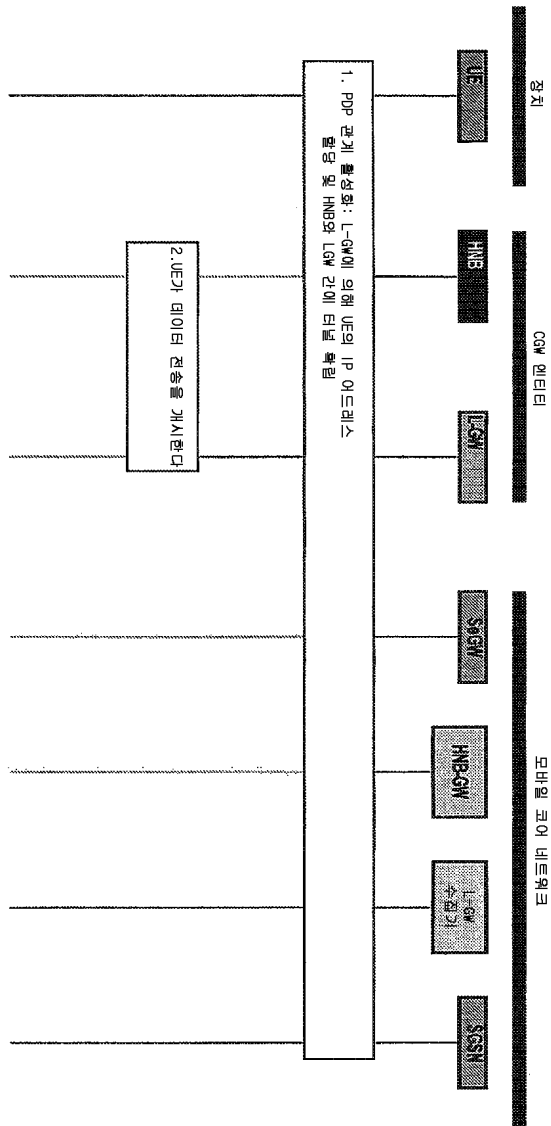 장치
CGW 엔티티
모바일 코어 네트워크
UE
HNB
L-GW
SeGW
HNB-GW
L-GW
수집기
SGSN
1. PDP 관계 활성화: L-GW에 의해 UE의 IP 어드레스
할당 및 HNB와 LGW 간에 터널 확립
2.UE가 데이터 전송을 개시한다